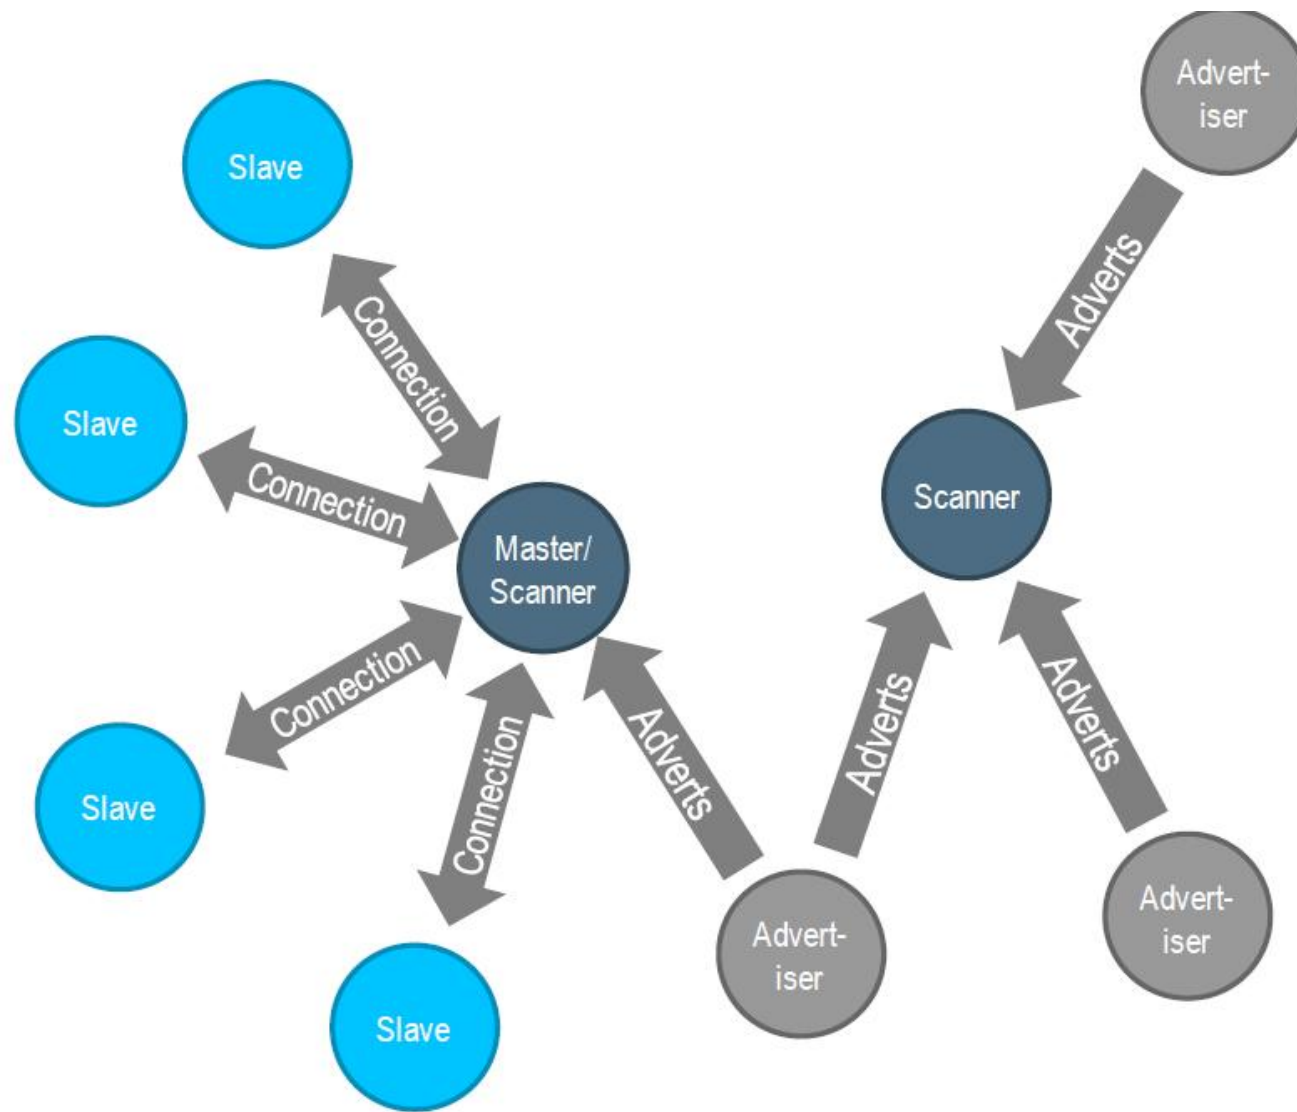 Advert-
iser
Slave
Adverts
Connection
Slave
Connection
Scanner
Master/
Scanner
Connection
Connection
Adverts
Adverts
Adverts
Slave
Advert-
iser
Advert-
iser
Slave